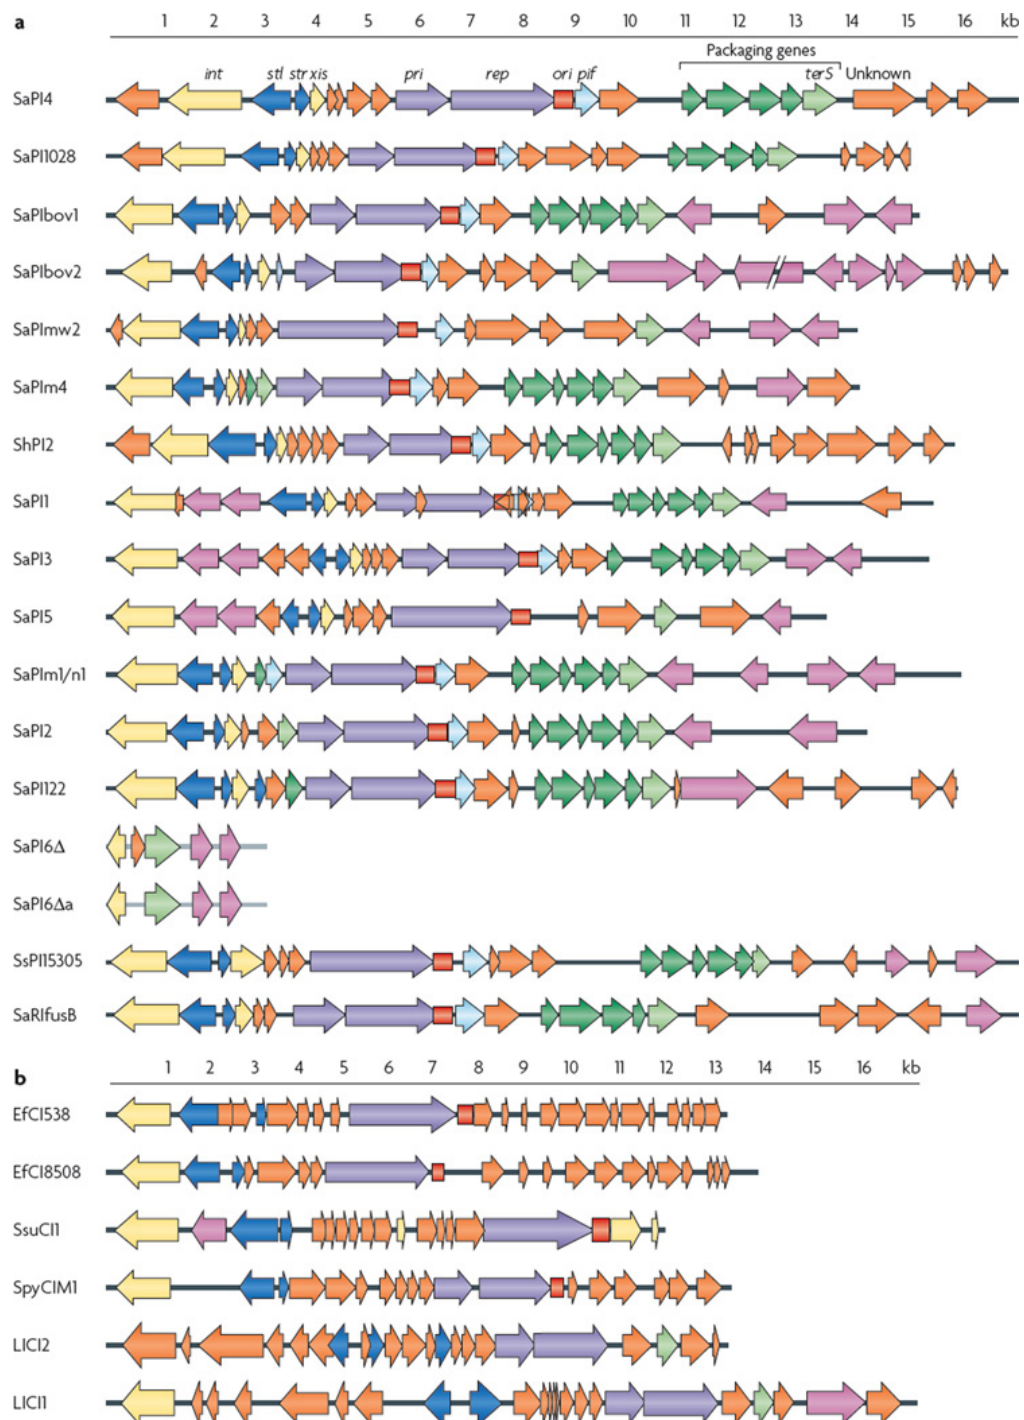 a 1 2 3 4 5 6 7 8 9 10 11 12 13 14 15 16 kb
Packaging genes
int stl str xis pri rep ori pif terS Unknown
SaPI4
SaPI1028
SaPIbov1
SaPIbov2
SaPImw2
SaPIm4
ShPI2
SaPI1
SaPI3
SaPI5
SaPIm1/n1
SaPI2
SaPI122
SaPI6Δ
SaPI6Δa
SsPI15305
SaRIfusB
b 1 2 3 4 5 6 7 8 9 10 11 12 13 14 15 16 17 kb
EfCI538
EfCI8508
SsuCI1
SpyCIM1
LlCI2
LlCI1